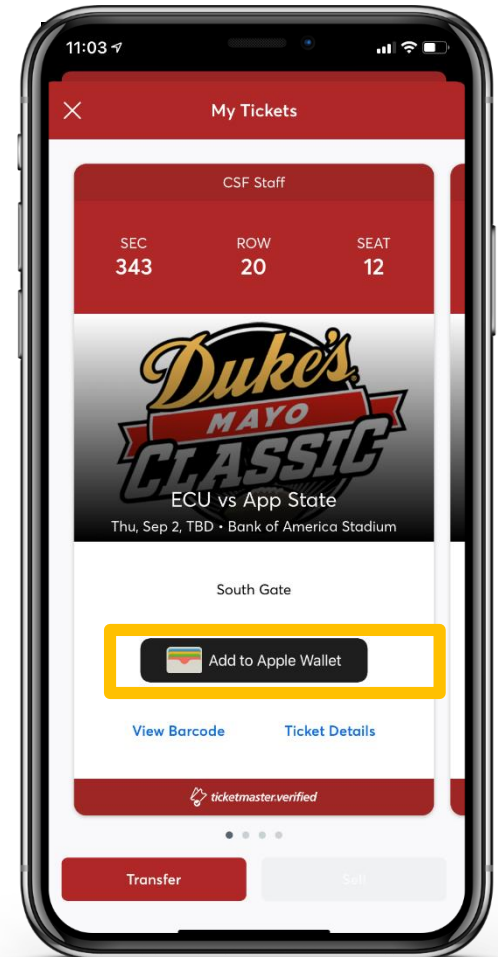 11:03
My Tickets
CSF Staff
SEC ROW SEAT
343 20 12
Duke's
MAYO
CLASSIC
ECU vs App State
Thu, Sep 2, TBD • Bank of America Stadium
South Gate
Add to Apple Wallet
View Barcode Ticket Details
ticketmaster.verified
Transfer Sell